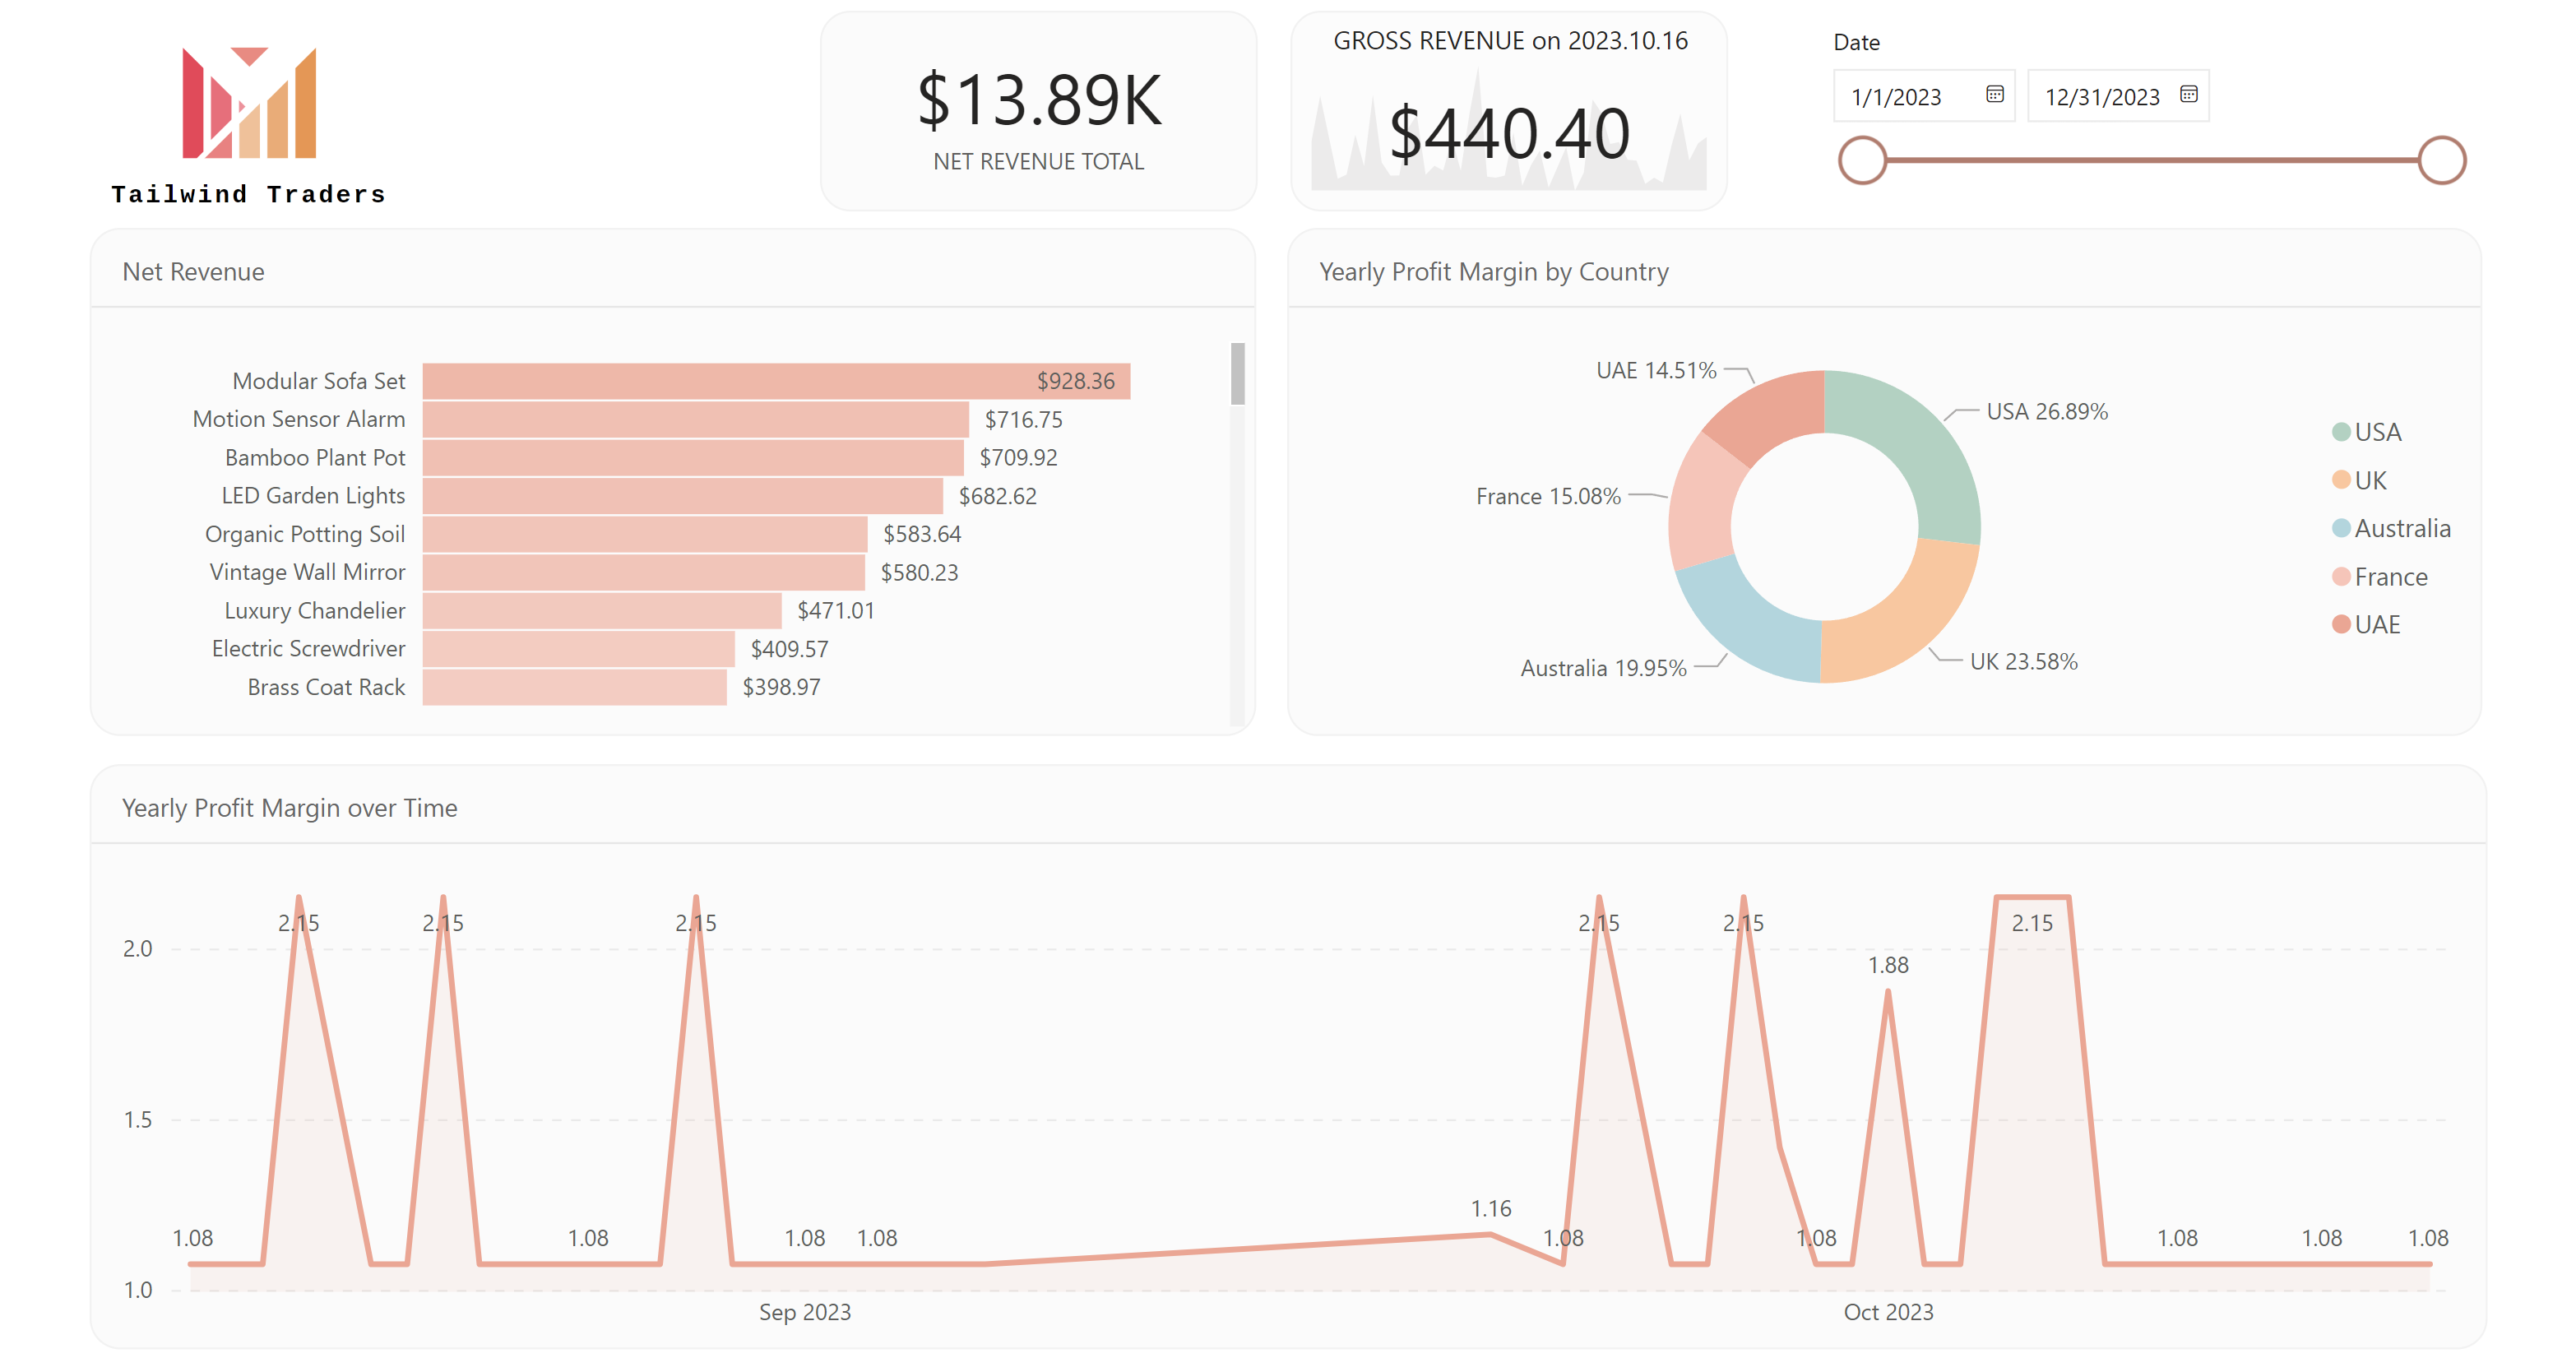 Tailwind Traders
$13.89K
NET REVENUE TOTAL
GROSS REVENUE on 2023.10.16
$440.40
Date
1/1/2023
12/31/2023
Net Revenue
Modular Sofa Set $928.36
Motion Sensor Alarm $716.75
Bamboo Plant Pot $709.92
LED Garden Lights $682.62
Organic Potting Soil $583.64
Vintage Wall Mirror $580.23
Luxury Chandelier $471.01
Electric Screwdriver $409.57
Brass Coat Rack $398.97
Yearly Profit Margin by Country
UAE 14.51%
USA 26.89%
France 15.08%
Australia 19.95%
UK 23.58%
USA
UK
Australia
France
UAE
Yearly Profit Margin over Time
2.15 2.15 2.15 2.15 2.15 2.15
2.0
1.88
1.5
1.16
1.08 1.08 1.08 1.08 1.08 1.08 1.08 1.08 1.08
1.0
Sep 2023 Oct 2023